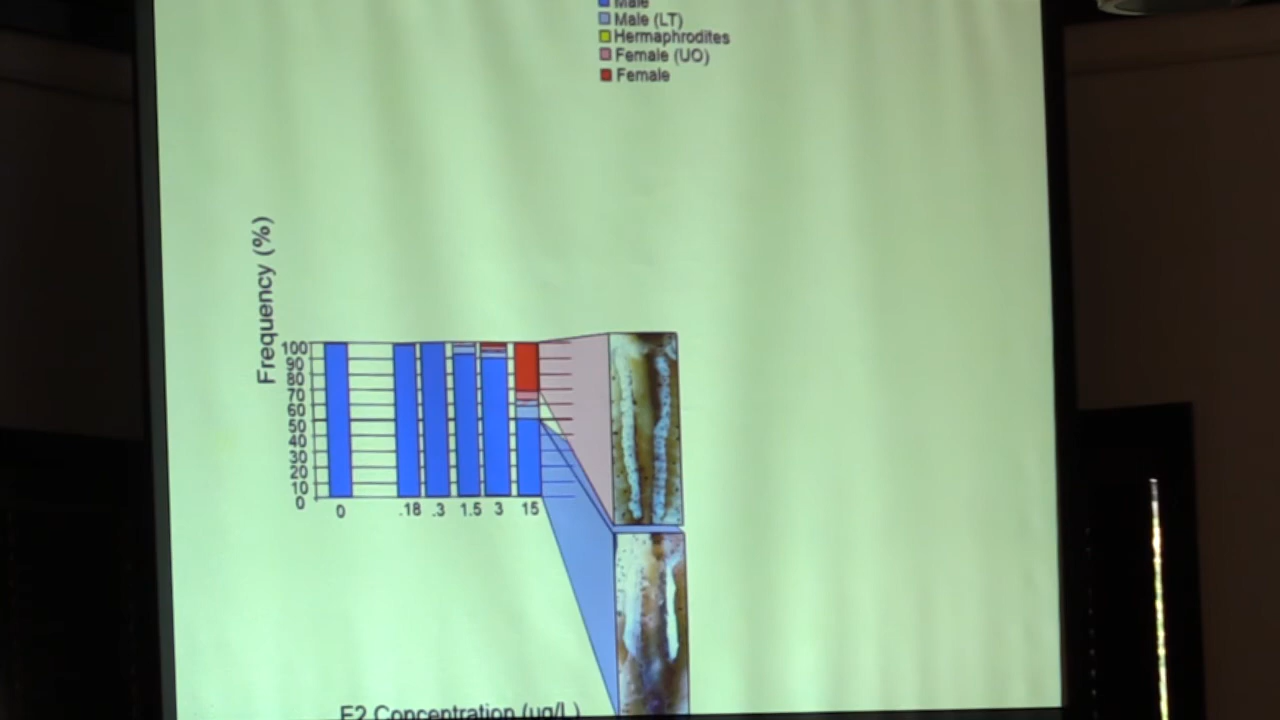 Male
Male (LT)
Hermaphrodites
Female (UO)
Female
Frequency (%)
100
90
80
70
60
50
40
30
20
10
0
0 .18 .3 1.5 3 15
E2 Concentration (ug/L)